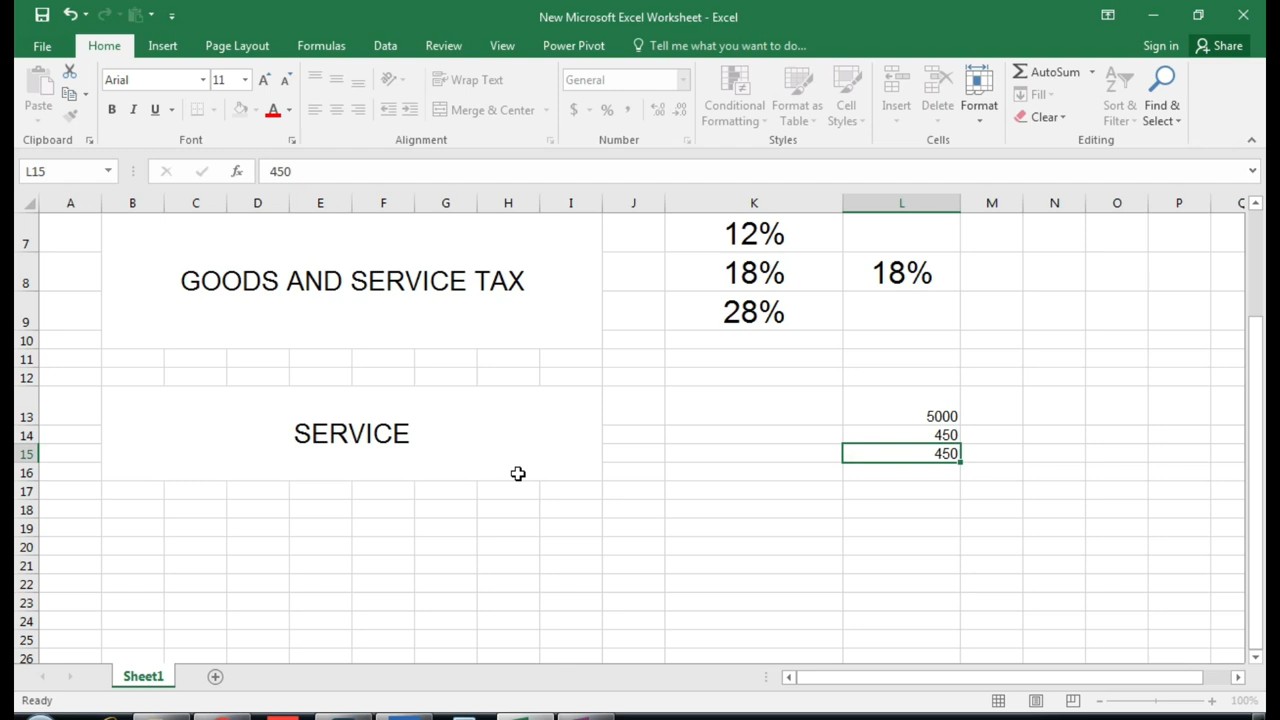 New Microsoft Excel Worksheet - Excel
File Home Insert Page Layout Formulas Data Review View Power Pivot Tell me what you want to do... Sign in Share
Paste
Clipboard
Arial 11
B I U A
Font
Wrap Text
Merge & Center
Alignment
General
$ % ,
Number
Conditional Formatting
Format as Table
Cell Styles
Styles
Insert Delete Format
Cells
AutoSum
Fill
Clear
Sort & Filter
Find & Select
Editing
L15 fx 450
A B C D E F G H I J K L M N O P Q
7 12%
8 GOODS AND SERVICE TAX 18% 18%
9 28%
10
11
12
13 5000
14 SERVICE 450
15 450
16
17
18
19
20
21
22
23
24
25
26
Sheet1
Ready 100%